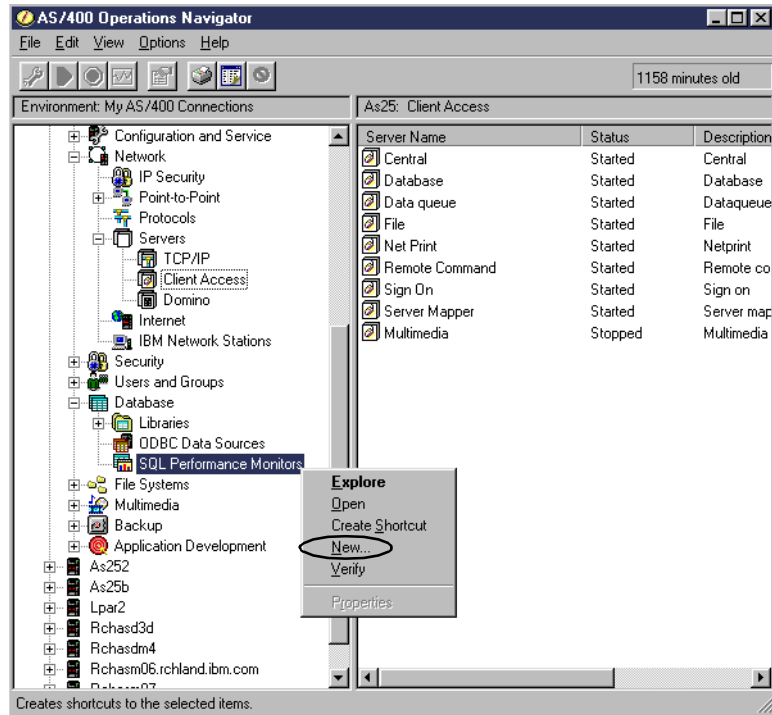 AS/400 Operations Navigator
File Edit View Options Help
1158 minutes old
Environment: My AS/400 Connections
As25: Client Access
Configuration and Service
Network
IP Security
Point-to-Point
Protocols
Servers
TCP/IP
Client Access
Domino
Internet
IBM Network Stations
Security
Users and Groups
Database
Libraries
ODBC Data Sources
SQL Performance Monitors
File Systems
Multimedia
Backup
Application Development
As252
As25b
Lpar2
Rchasd3d
Rchasdm4
Rchasm06.rchland.ibm.com
Server Name Status Description
Central Started Central
Database Started Database
Data queue Started Dataqueue
File Started File
Net Print Started Netprint
Remote Command Started Remote co
Sign On Started Sign on
Server Mapper Started Server map
Multimedia Stopped Multimedia
Explore
Open
Create Shortcut
New...
Verify
Properties
Creates shortcuts to the selected items.